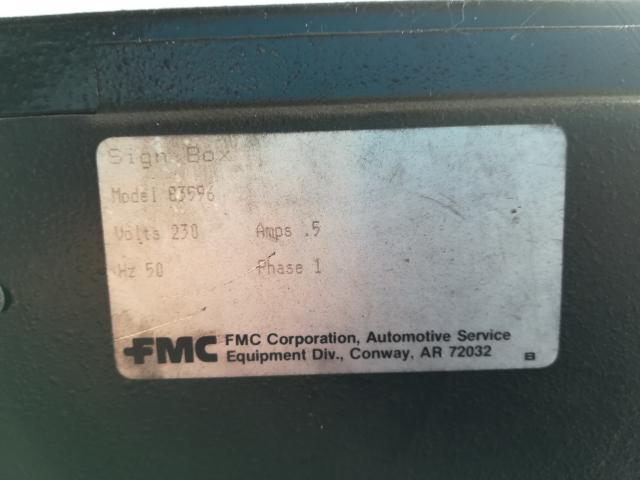 Sign Box
Model 83596
Volts 230 Amps .5
Hz 50 Phase 1
FMC FMC Corporation, Automotive Service
Equipment Div., Conway, AR 72032 B